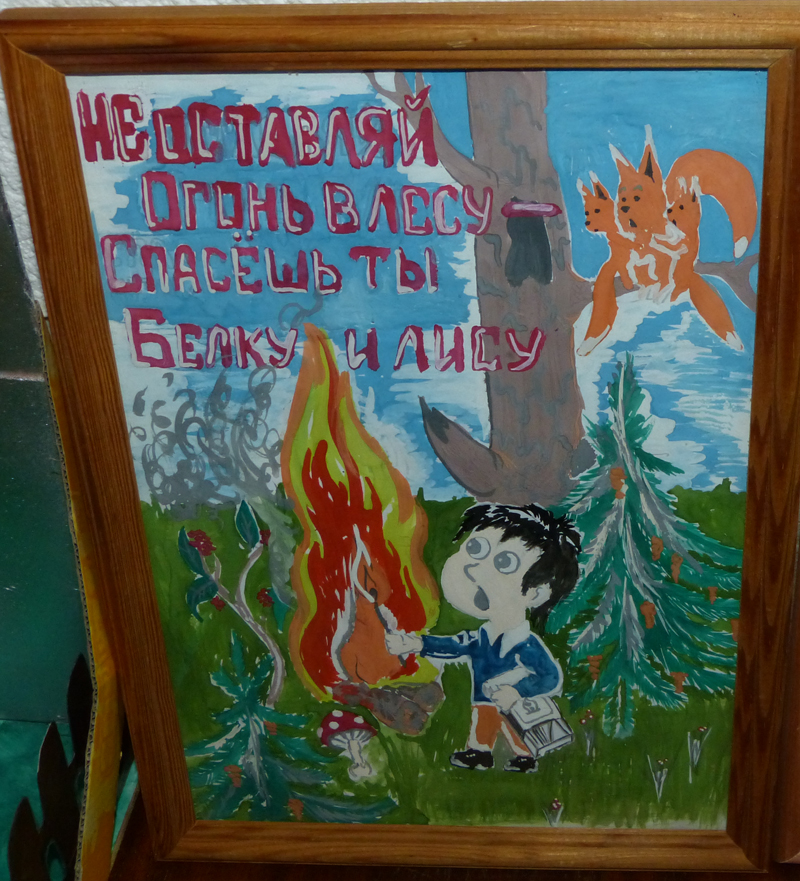 Не оставляй
Огонь в лесу
Спасёшь ты
Белку и лису